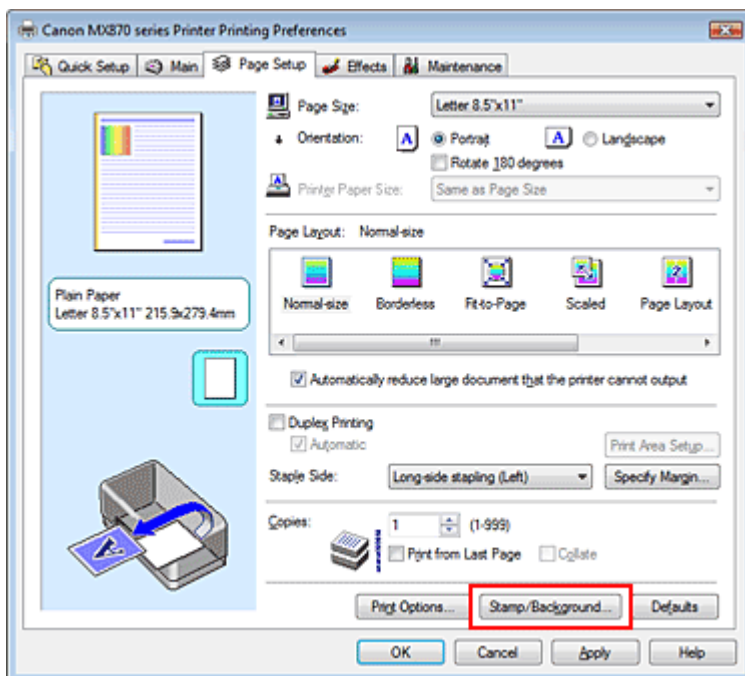 Canon MX870 series Printer Printing Preferences
Quick Setup Main Page Setup Effects Maintenance
Page Size: Letter 8.5"x11"
Orientation: A Portrait A Landscape
Rotate 180 degrees
Printer Paper Size: Same as Page Size
Page Layout: Normal-size
Normal-size Borderless Fit-to-Page Scaled Page Layout
Plain Paper
Letter 8.5"x11" 215.9x279.4mm
Automatically reduce large document that the printer cannot output
Duplex Printing
Automatic Print Area Setup...
Staple Side: Long-side stapling (Left) Specify Margin...
Copies: 1 (1-999)
Print from Last Page Collate
Print Options... Stamp/Background... Defaults
OK Cancel Apply Help